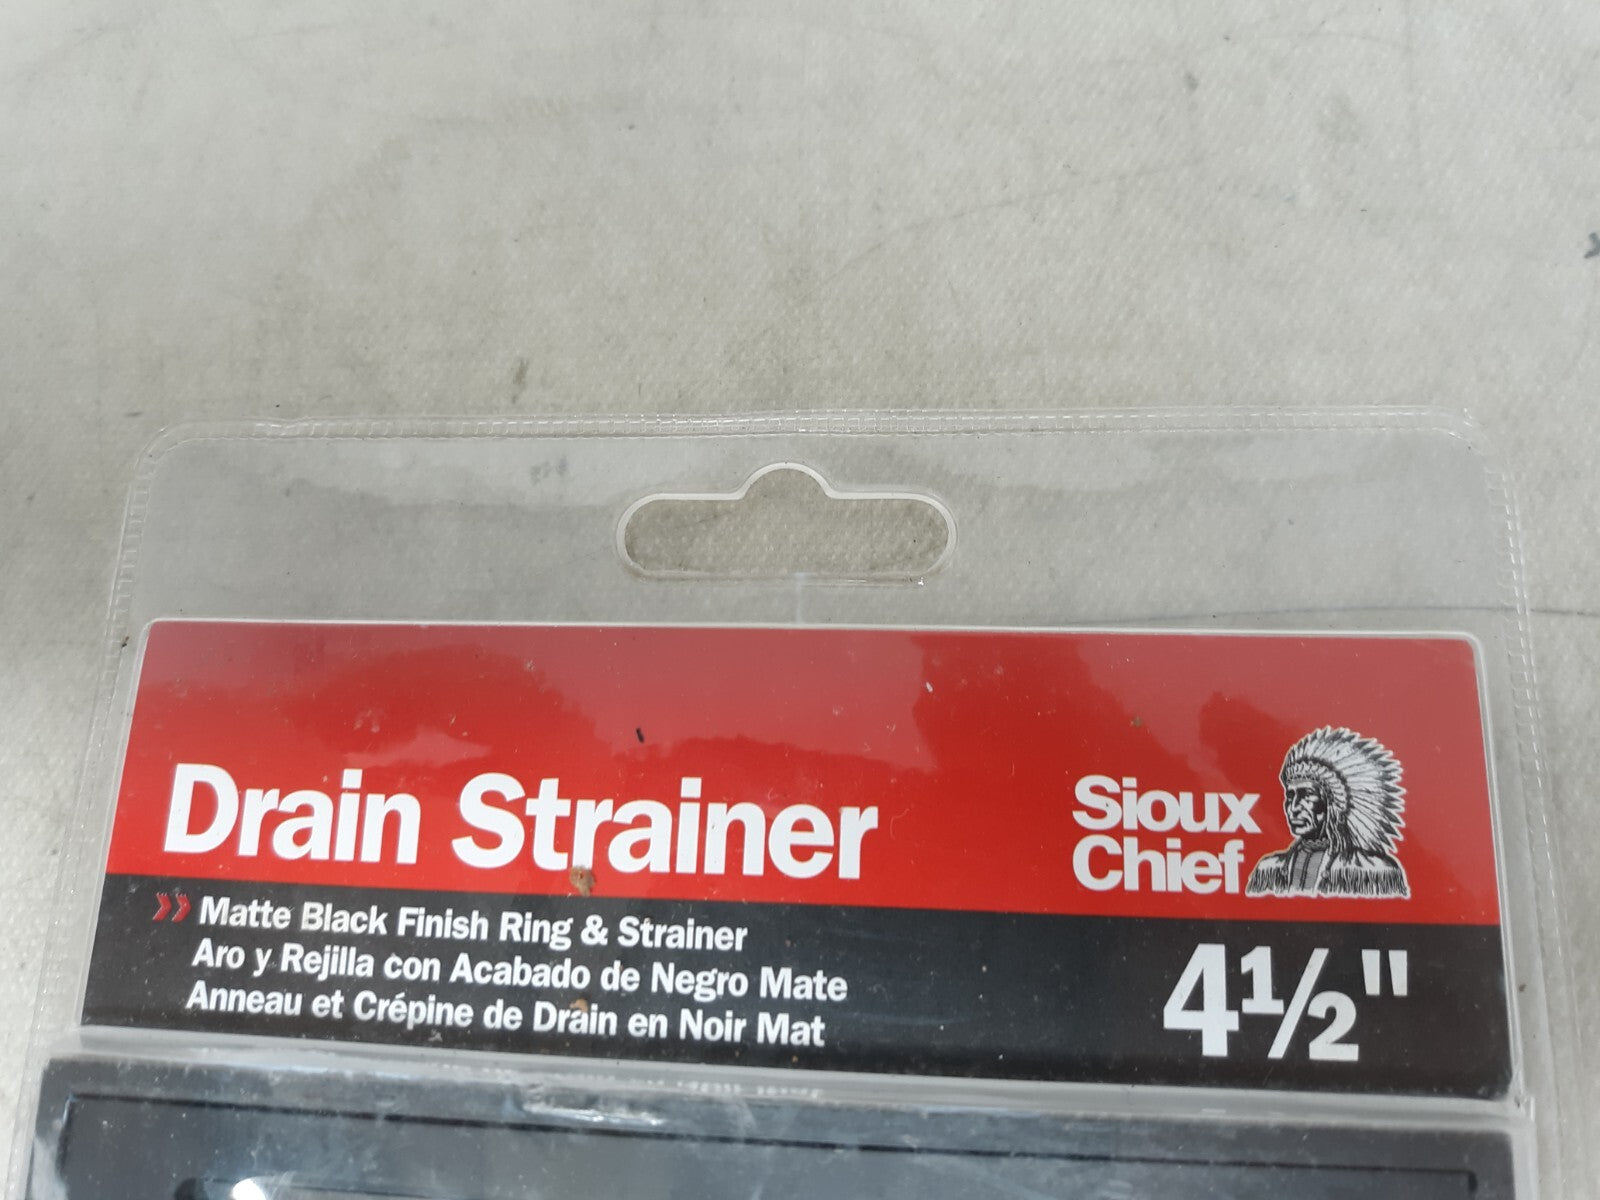 Drain Strainer
Sioux
Chief
Matte Black Finish Ring & Strainer
Aro y Rejilla con Acabado de Negro Mate
Anneau et Crépine de Drain en Noir Mat
4½"